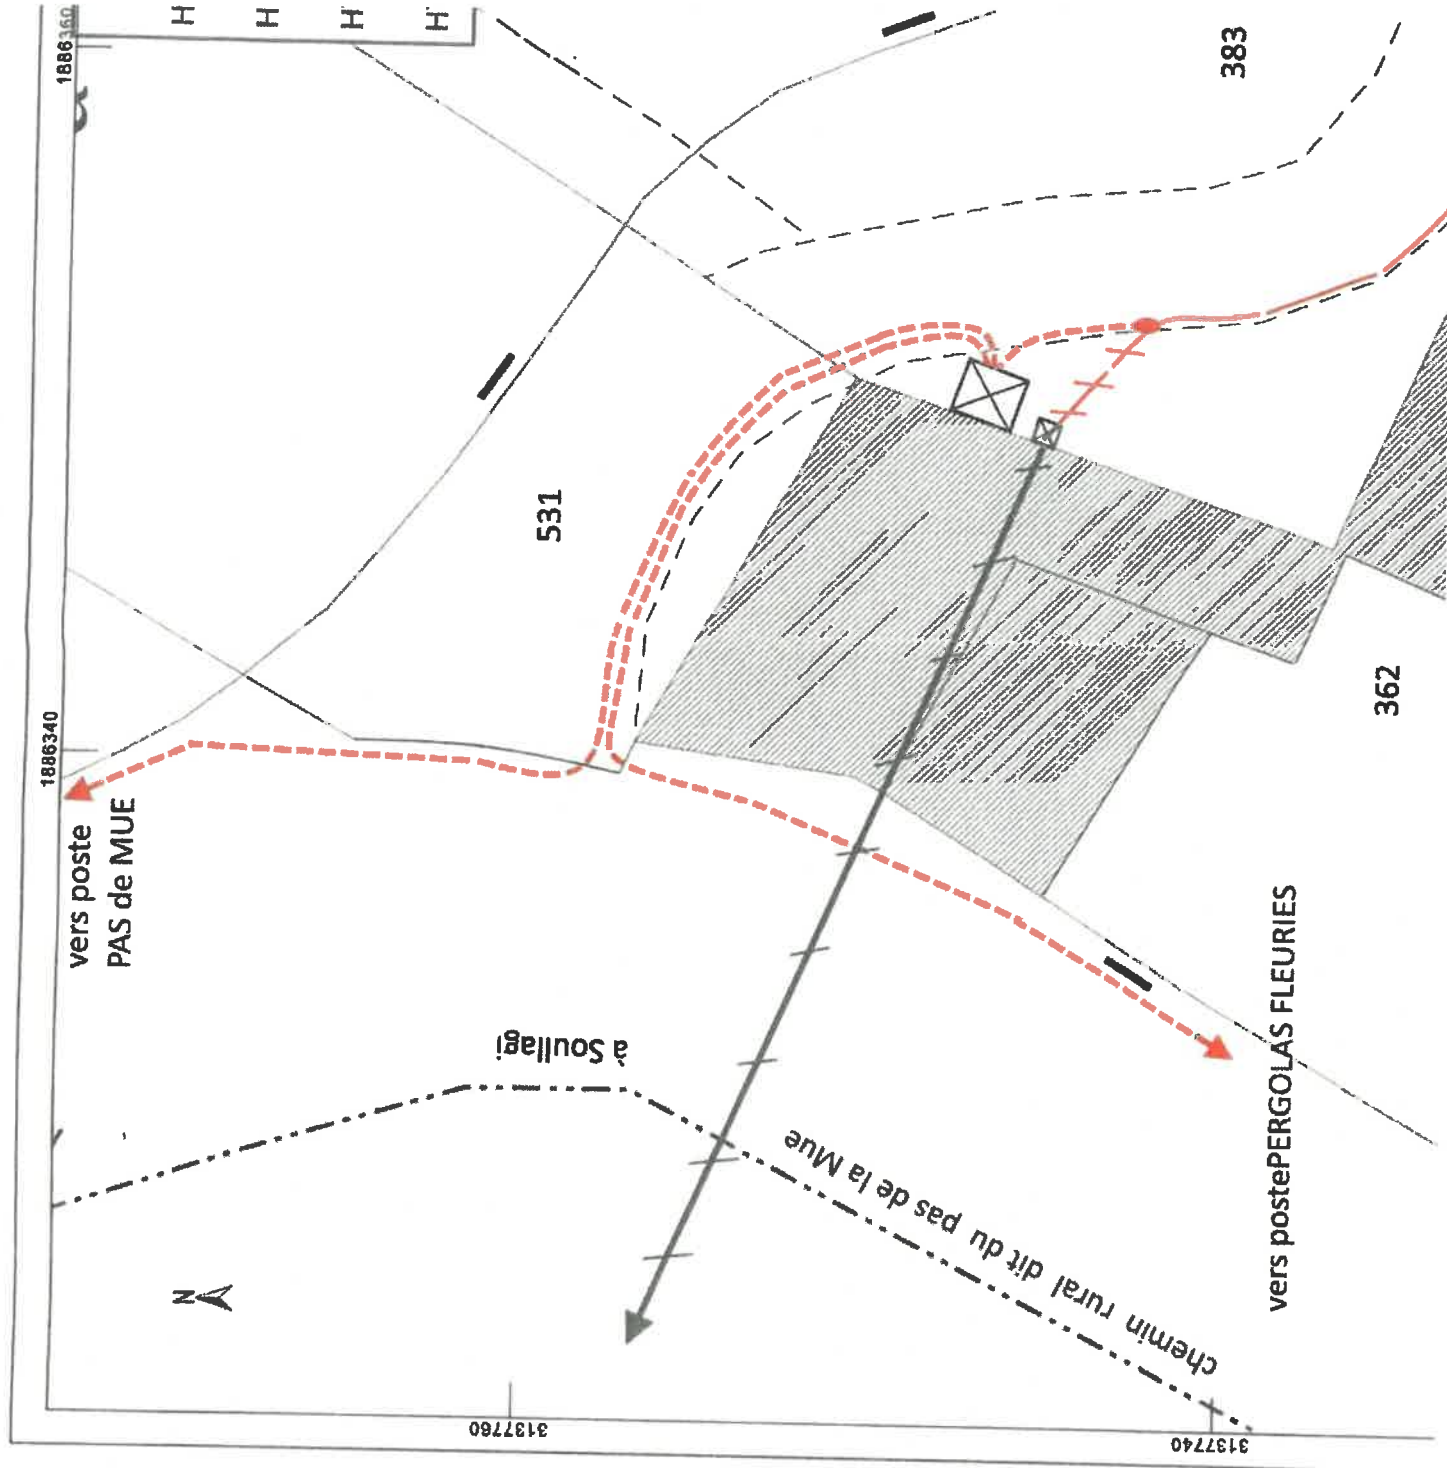 1886360
H
H
H
H
383
1886340
vers poste
PAS de MUE
531
362
à Soullagi
chemin rural dit du pas de la Mue
vers postePERGOLAS FLEURIES
N
3137760
3137740